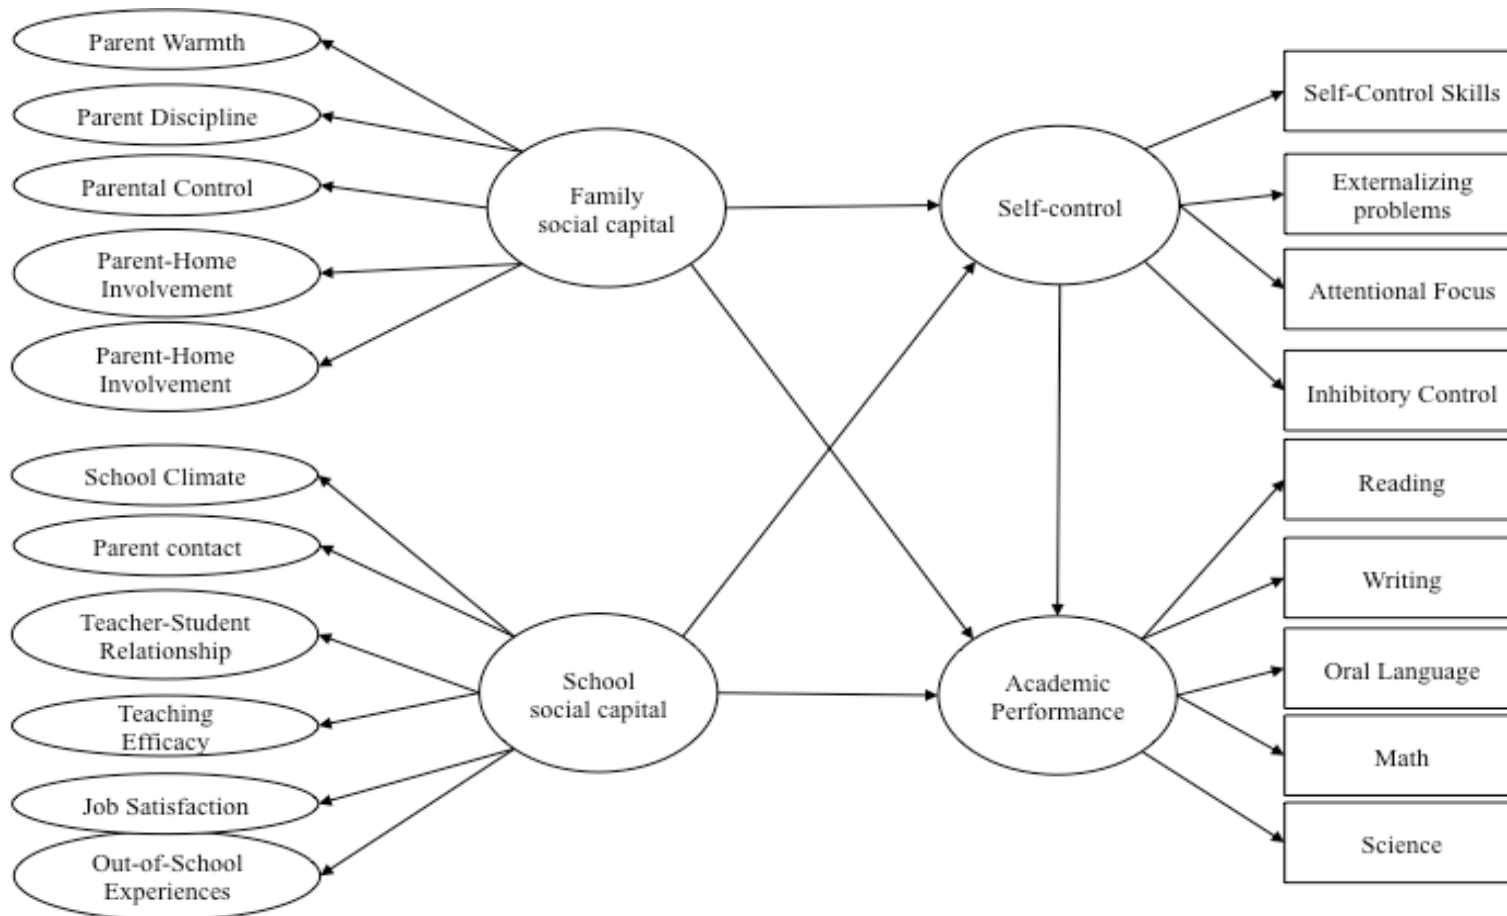 Parent Warmth
Parent Discipline
Parental Control
Parent-Home
Involvement
Parent-Home
Involvement
School Climate
Parent contact
Teacher-Student
Relationship
Teaching
Efficacy
Job Satisfaction
Out-of-School
Experiences
Family
social capital
School
social capital
Self-control
Academic
Performance
Self-Control Skills
Externalizing
problems
Attentional Focus
Inhibitory Control
Reading
Writing
Oral Language
Math
Science